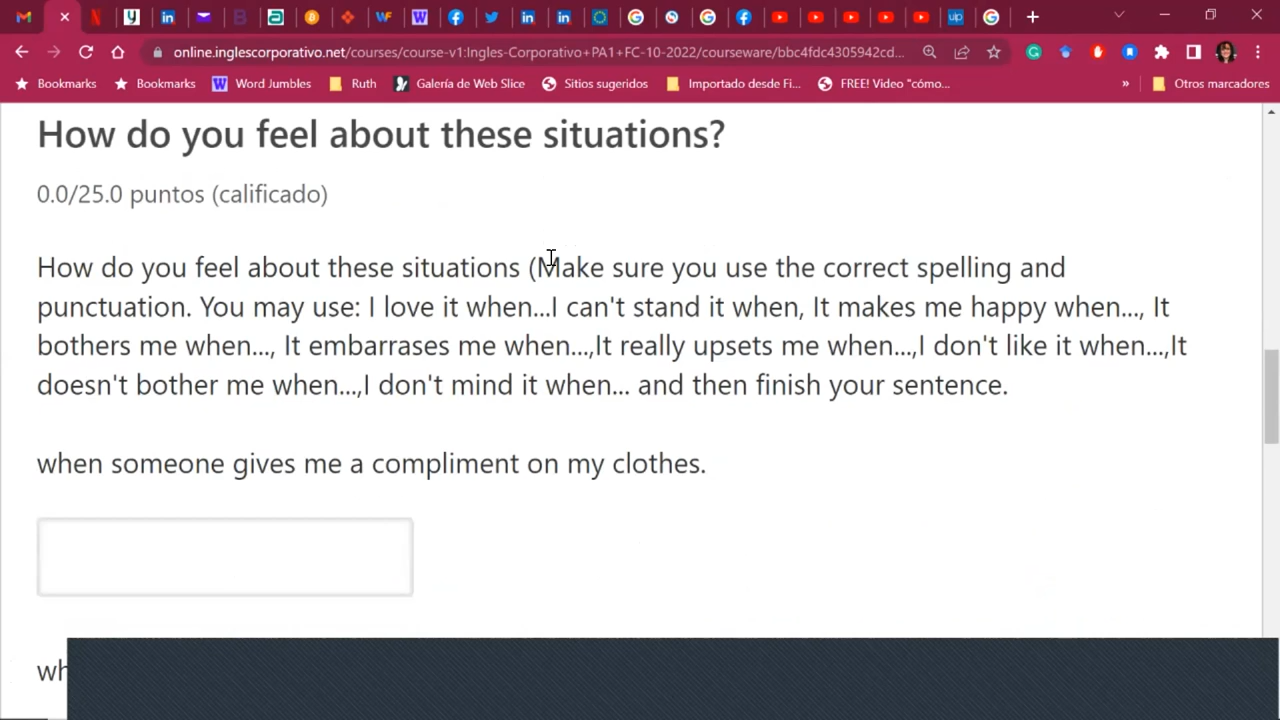 online.inglescorporativo.net/courses/course-v1:Ingles-Corporativo+PA1+FC-10-2022/courseware/bbc4fdc4305942cd...
Bookmarks Bookmarks Word Jumbles Ruth Galería de Web Slice Sitios sugeridos Importado desde Fi... FREE! Video "cómo... » Otros marcadores
How do you feel about these situations?
0.0/25.0 puntos (calificado)
How do you feel about these situations (Make sure you use the correct spelling and
punctuation. You may use: I love it when...I can't stand it when, It makes me happy when..., It
bothers me when..., It embarrases me when...,It really upsets me when...,I don't like it when...,It
doesn't bother me when...,I don't mind it when... and then finish your sentence.
when someone gives me a compliment on my clothes.